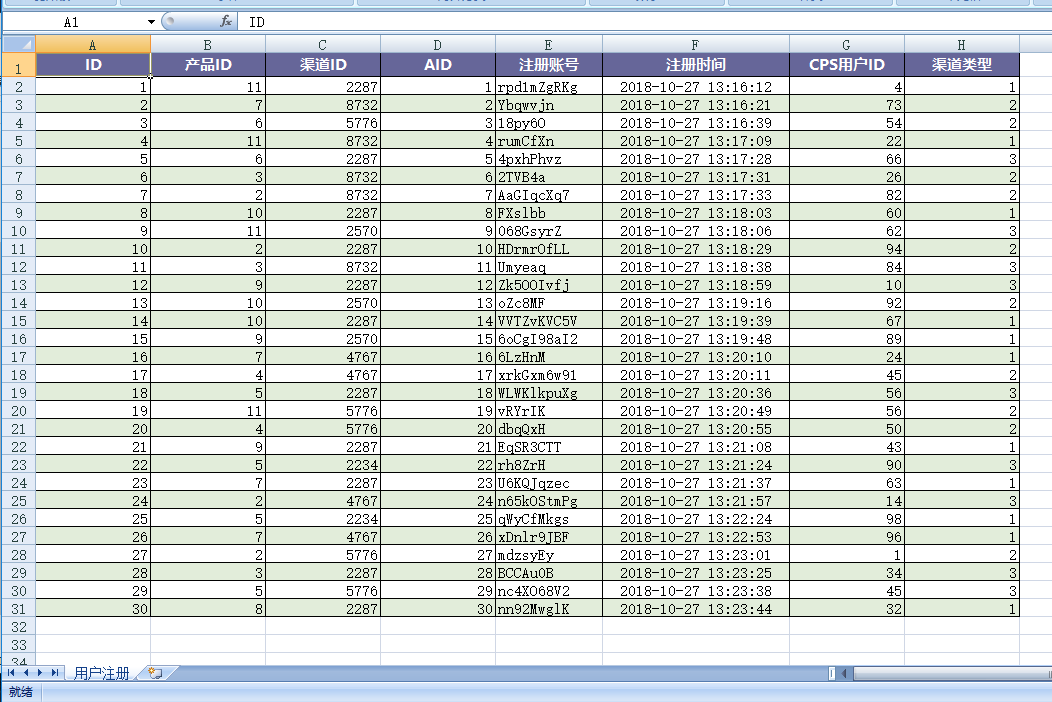 A1 ID
A B C D E F G H
1 ID 产品ID 渠道ID AID 注册账号 注册时间 CPS用户ID 渠道类型
2 1 11 2287 1 rpd1mZgRKg 2018-10-27 13:16:12 4 1
3 2 7 8732 2 Ybqwvjn 2018-10-27 13:16:21 73 2
4 3 6 5776 3 18py6O 2018-10-27 13:16:39 54 2
5 4 11 8732 4 rumCfXn 2018-10-27 13:17:09 22 1
6 5 6 2287 5 4pxhPhvz 2018-10-27 13:17:28 66 3
7 6 3 8732 6 2TVB4a 2018-10-27 13:17:31 26 2
8 7 2 8732 7 AaGIqcXq7 2018-10-27 13:17:33 82 2
9 8 10 2287 8 FXslbb 2018-10-27 13:18:03 60 1
10 9 11 2570 9 068GsyrZ 2018-10-27 13:18:06 62 3
11 10 2 2287 10 HDrmrOfLL 2018-10-27 13:18:29 94 2
12 11 3 8732 11 Umyeaq 2018-10-27 13:18:38 84 3
13 12 9 2287 12 Zk5OOIvfj 2018-10-27 13:18:59 10 3
14 13 10 2570 13 oZc8MF 2018-10-27 13:19:16 92 2
15 14 10 2287 14 VVTZvKVC5V 2018-10-27 13:19:39 67 1
16 15 9 2570 15 6oCgI98aI2 2018-10-27 13:19:48 89 1
17 16 7 4767 16 6LzHnM 2018-10-27 13:20:10 24 1
18 17 4 4767 17 xrkGxm6w91 2018-10-27 13:20:11 45 2
19 18 5 2287 18 WLWKlkpuXg 2018-10-27 13:20:36 56 3
20 19 11 5776 19 vRYrIK 2018-10-27 13:20:49 56 2
21 20 4 5776 20 dbqQxH 2018-10-27 13:20:55 50 2
22 21 9 2287 21 EqSR3CTT 2018-10-27 13:21:08 43 1
23 22 5 2234 22 rh8ZrH 2018-10-27 13:21:24 90 3
24 23 7 2287 23 U6KQJqzec 2018-10-27 13:21:37 63 1
25 24 2 4767 24 n65kOStmPg 2018-10-27 13:21:57 14 3
26 25 5 2234 25 qWyCfMkgs 2018-10-27 13:22:24 98 1
27 26 7 4767 26 xDnlr9JBF 2018-10-27 13:22:53 96 1
28 27 2 5776 27 mdzsyEy 2018-10-27 13:23:01 1 2
29 28 3 2287 28 BCCAu0B 2018-10-27 13:23:25 34 3
30 29 5 5776 29 nc4XO68V2 2018-10-27 13:23:38 45 3
31 30 8 2287 30 nn92MwglK 2018-10-27 13:23:44 32 1
32
33
34
用户注册
就绪